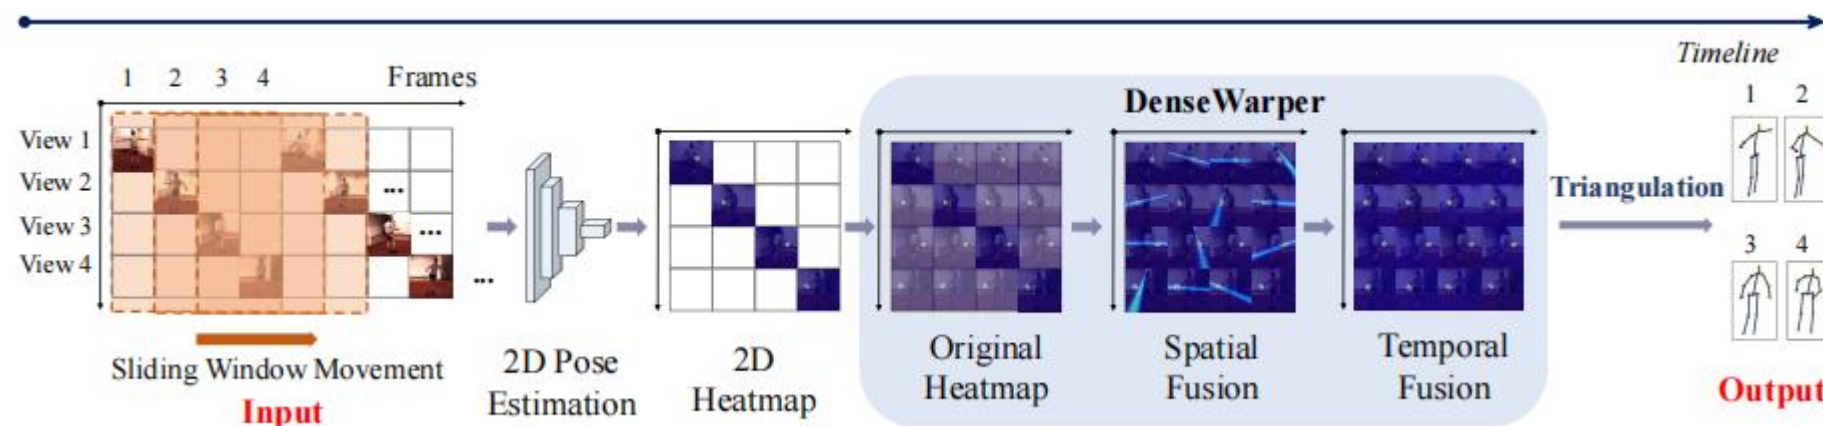 Timeline
1 2 3 4 Frames
View 1
View 2
View 3
View 4
...
...
...
Sliding Window Movement
Input
2D Pose
Estimation
2D
Heatmap
DenseWarper
Original
Heatmap
Spatial
Fusion
Temporal
Fusion
Triangulation
1 2
3 4
Output